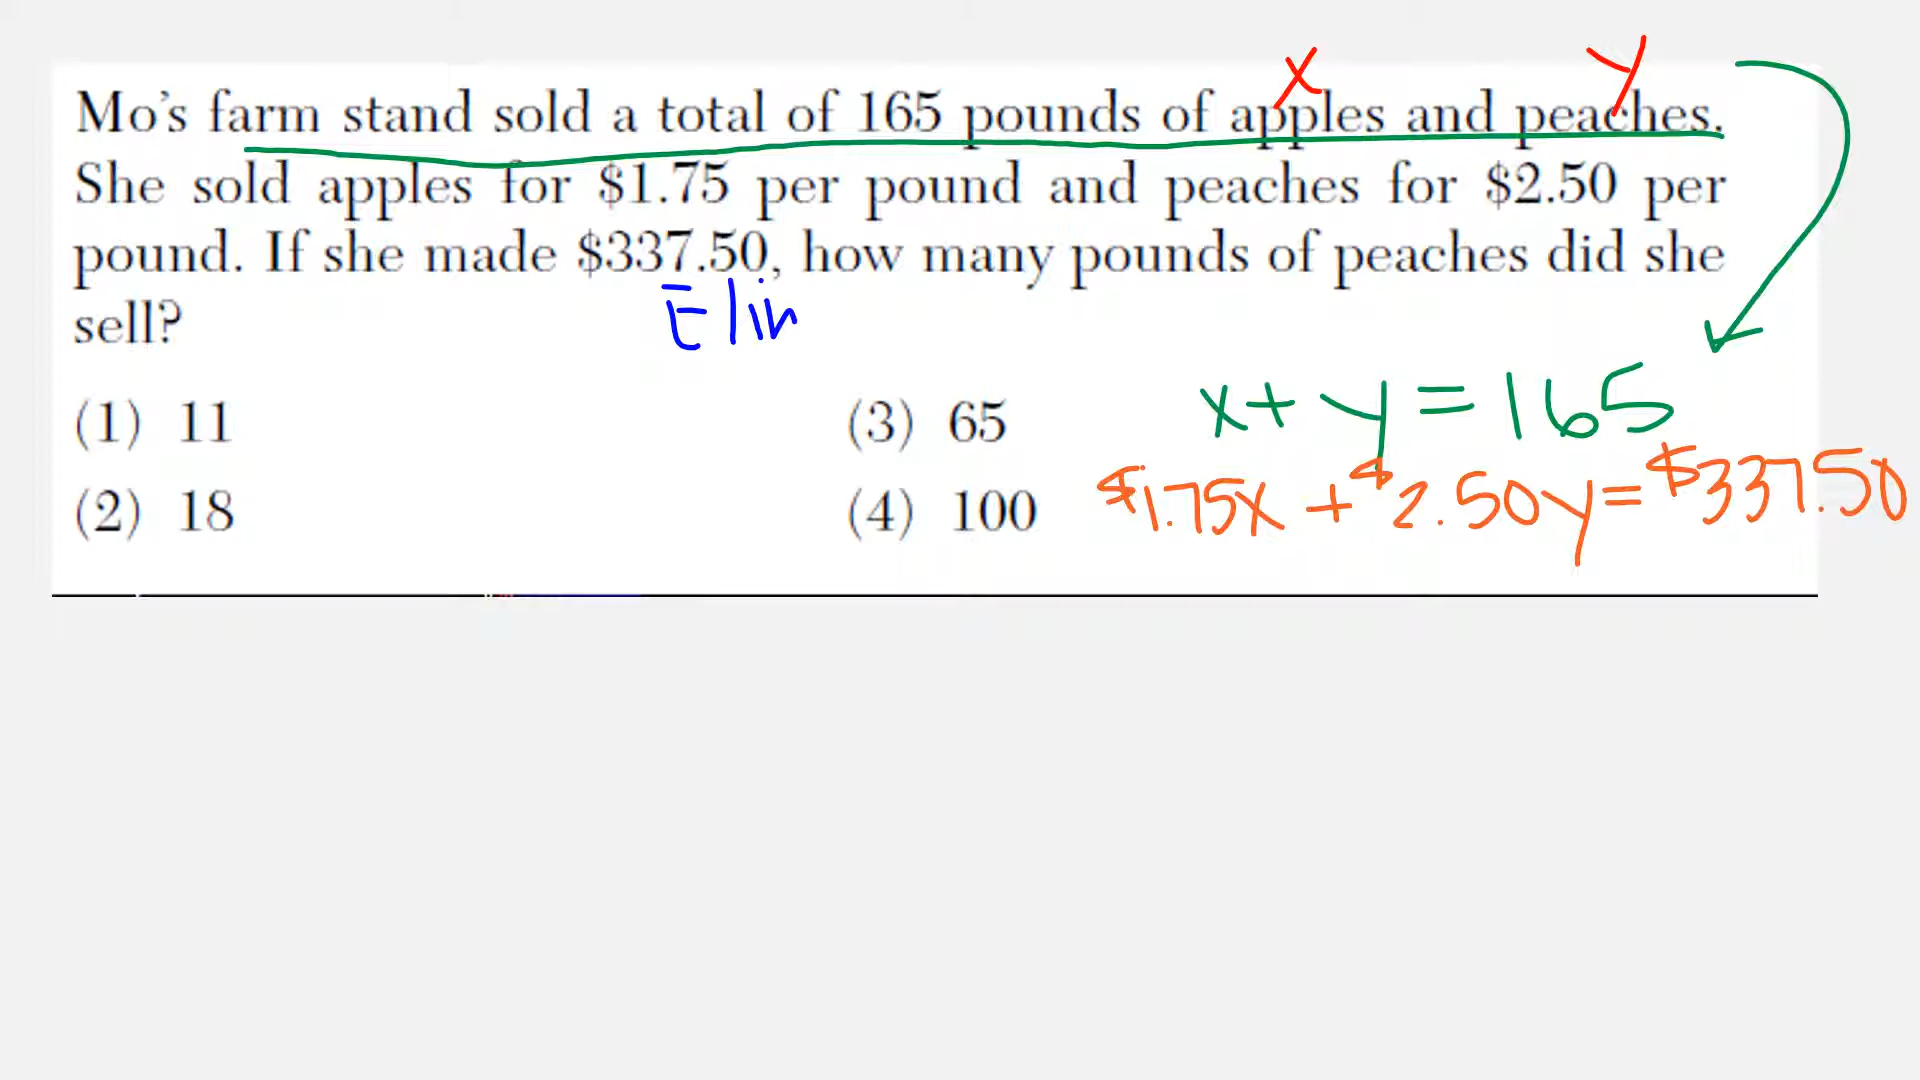 x y
Mo's farm stand sold a total of 165 pounds of apples and peaches.
She sold apples for $1.75 per pound and peaches for $2.50 per
pound. If she made $337.50, how many pounds of peaches did she
sell?
Elin
(1) 11 (3) 65
x+y=165
$1.75x + $2.50y = $337.50
(2) 18 (4) 100